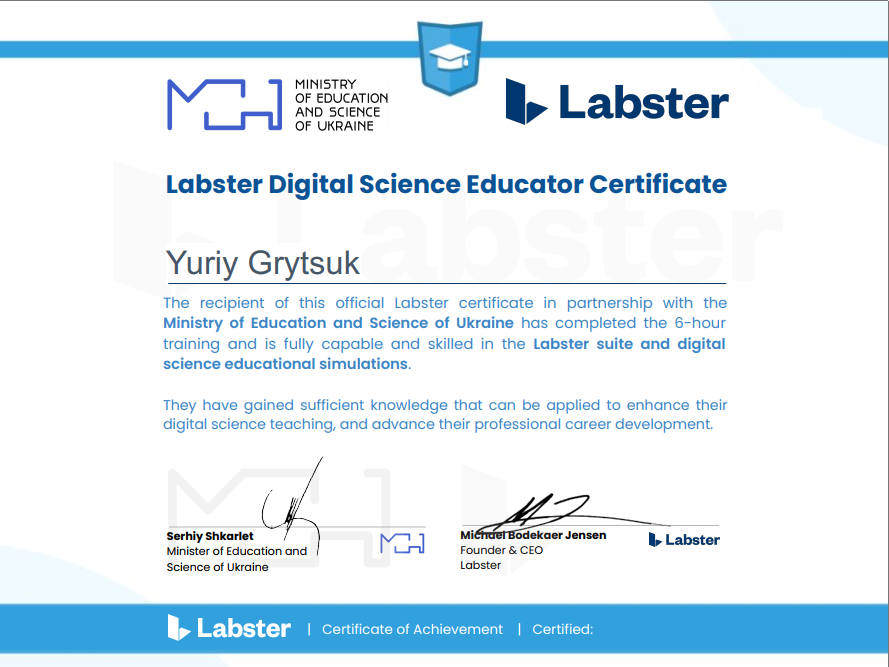 MCH
MINISTRY
OF EDUCATION
AND SCIENCE
OF UKRAINE
Labster
Labster Digital Science Educator Certificate
Labster
Yuriy Grytsuk
The recipient of this official Labster certificate in partnership with the
Ministry of Education and Science of Ukraine has completed the 6-hour
training and is fully capable and skilled in the Labster suite and digital
science educational simulations.
They have gained sufficient knowledge that can be applied to enhance their
digital science teaching, and advance their professional career development.
Serhiy Shkarlet
Minister of Education and
Science of Ukraine
MCH
Michael Bodekaer Jensen
Founder & CEO
Labster
Labster
Labster | Certificate of Achievement | Certified: